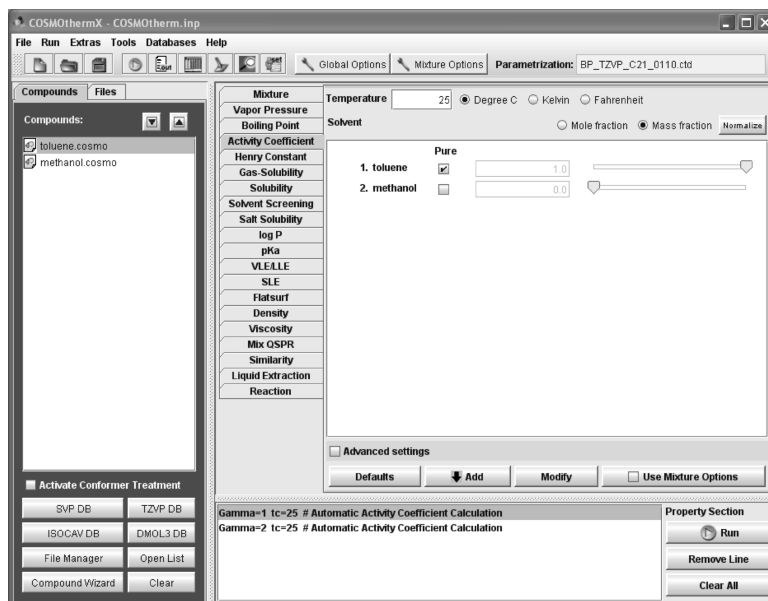 COSMOthermX - COSMOtherm.inp
File Run Extras Tools Databases Help
Global Options Mixture Options Parametrization: BP_TZVP_C21_0110.ctd
Compounds Files
Compounds:
toluene.cosmo
methanol.cosmo
Activate Conformer Treatment
SVP DB TZVP DB
ISOCAV DB DMOL3 DB
File Manager Open List
Compound Wizard Clear
Mixture
Vapor Pressure
Boiling Point
Activity Coefficient
Henry Constant
Gas-Solubility
Solubility
Solvent Screening
Salt Solubility
log P
pKa
VLE/LLE
SLE
Flatsurf
Density
Viscosity
Mix QSPR
Similarity
Liquid Extraction
Reaction
Temperature 25 Degree C Kelvin Fahrenheit
Solvent Mole fraction Mass fraction Normalize
Pure
1. toluene 1.0
2. methanol 0.0
Advanced settings
Defaults Add Modify Use Mixture Options
Gamma=1 tc=25 # Automatic Activity Coefficient Calculation
Gamma=2 tc=25 # Automatic Activity Coefficient Calculation
Property Section
Run
Remove Line
Clear All